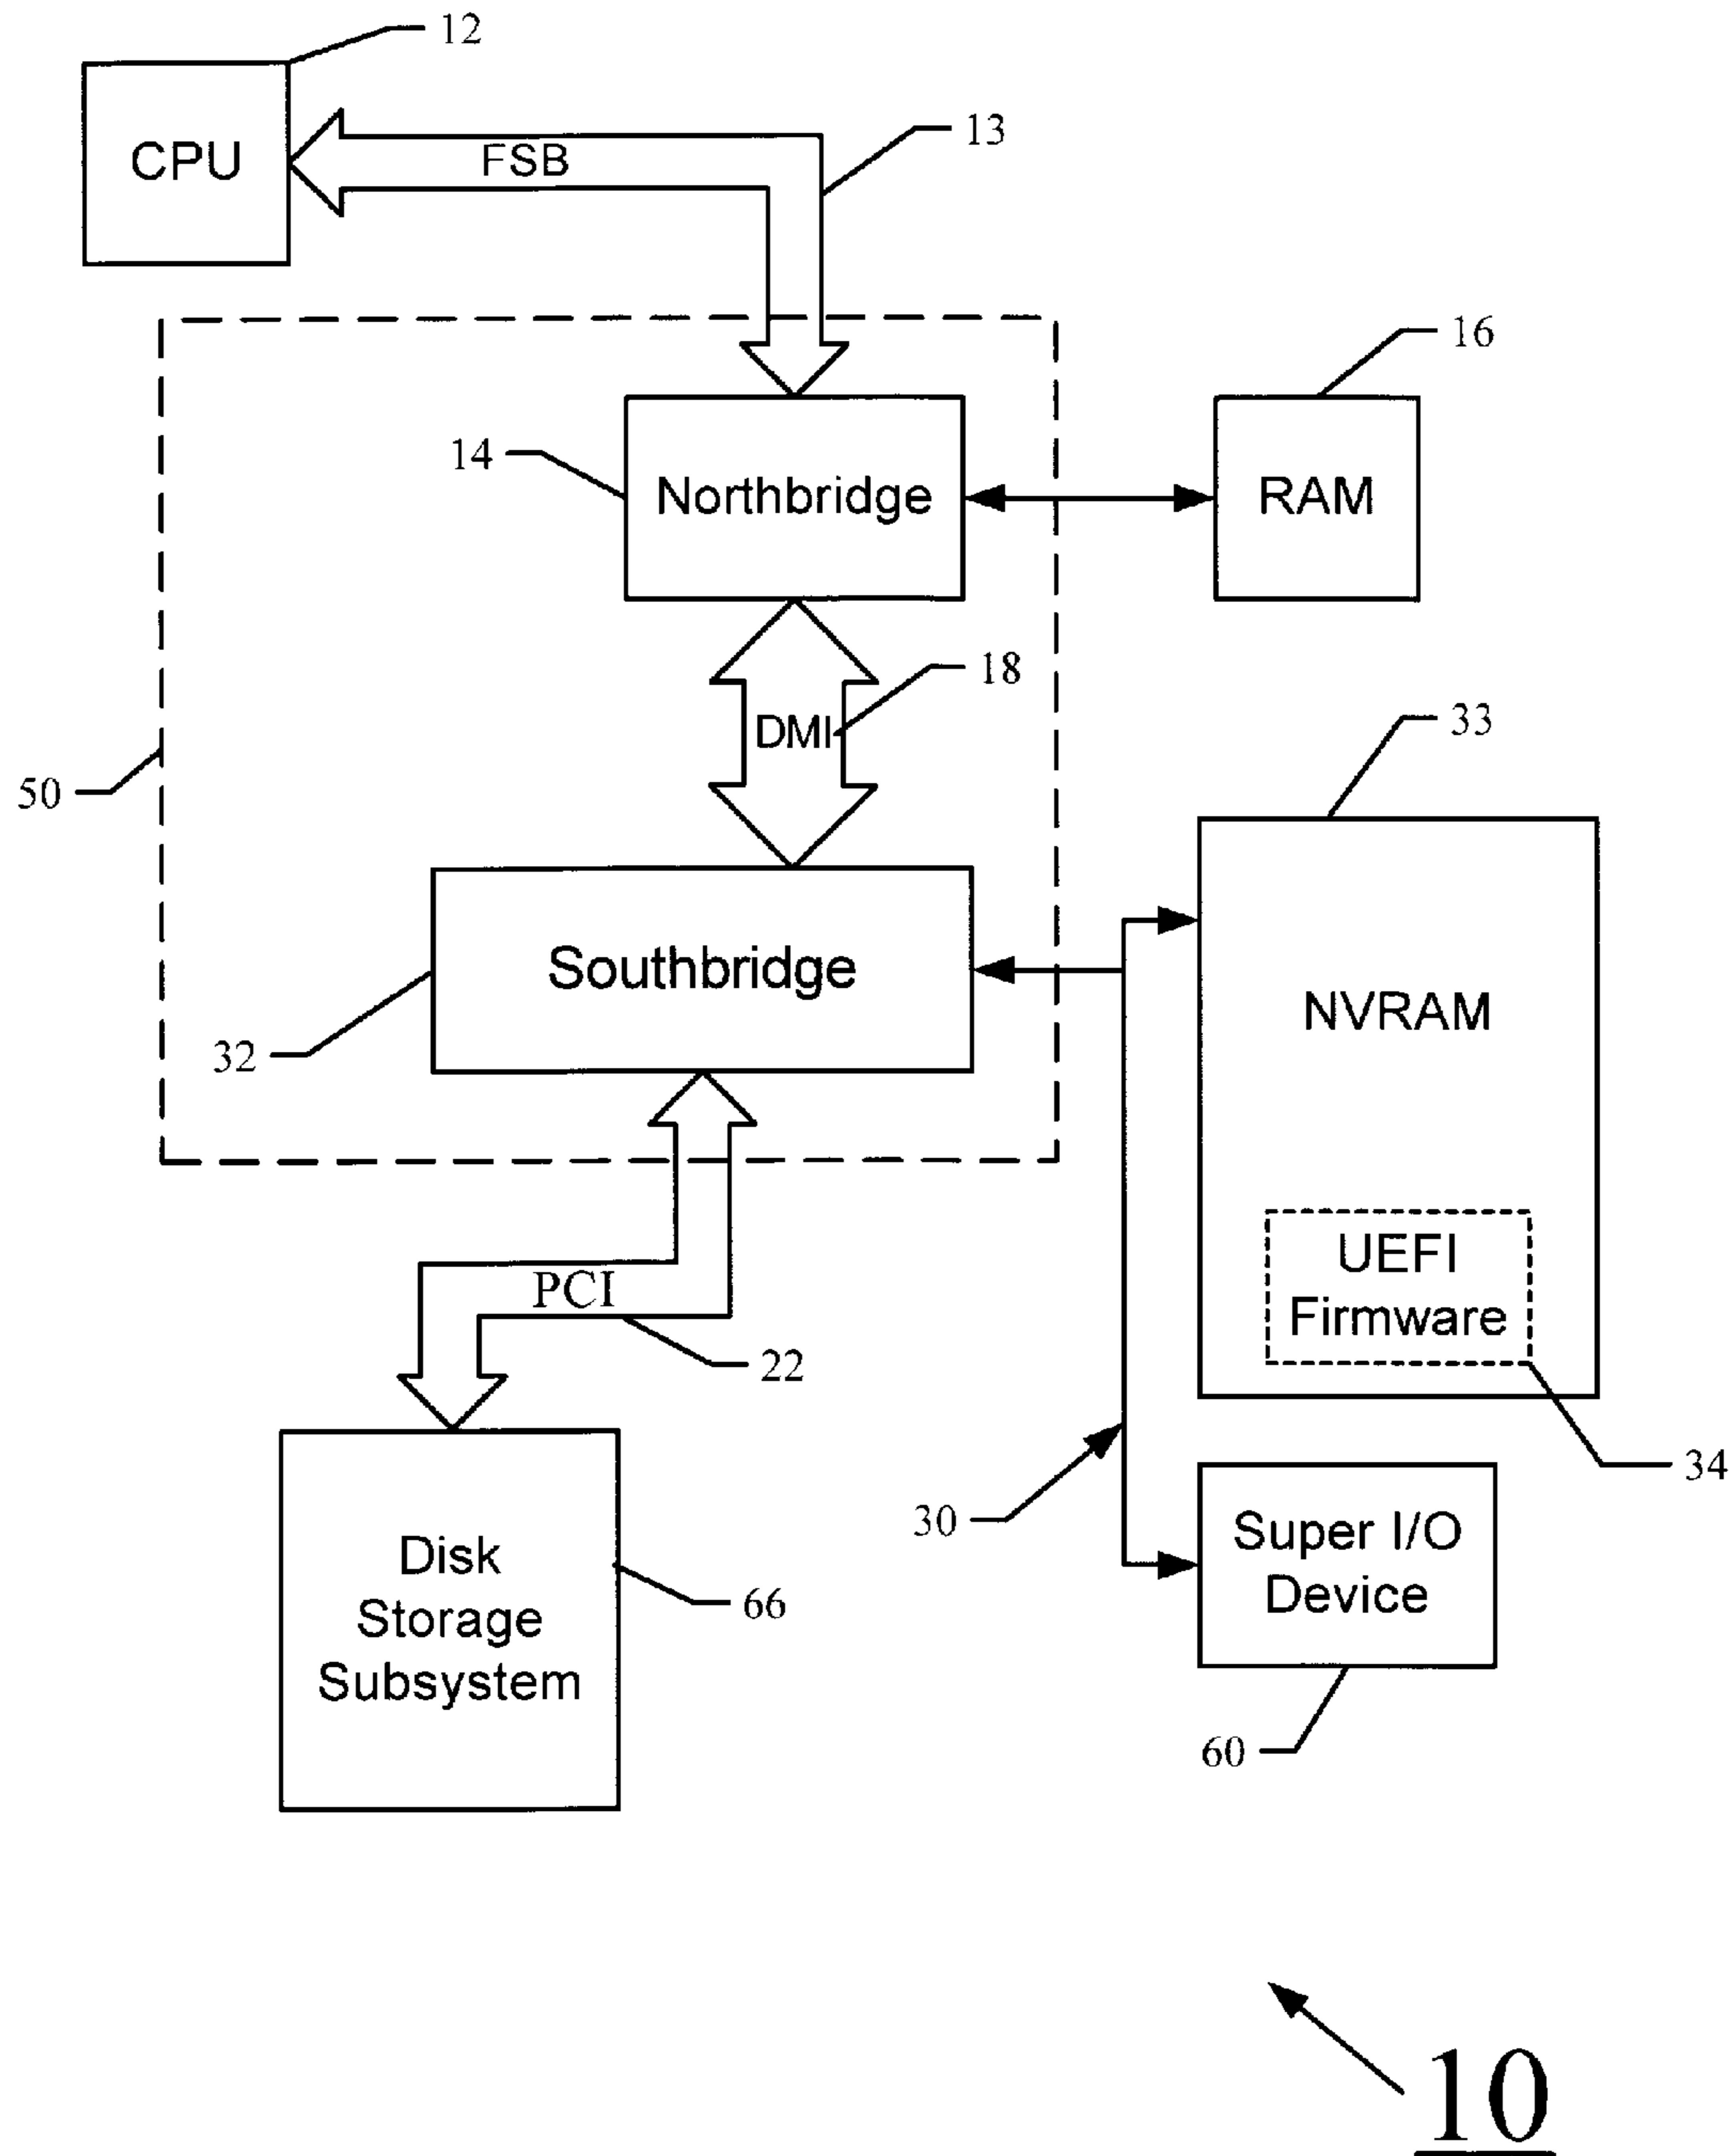 12
CPU
FSB
13
16
14
Northbridge
RAM
18
DMI
33
50
Southbridge
NVRAM
32
UEFI
Firmware
PCI
22
34
30
Super I/O
Device
Disk
Storage
Subsystem
66
60
10